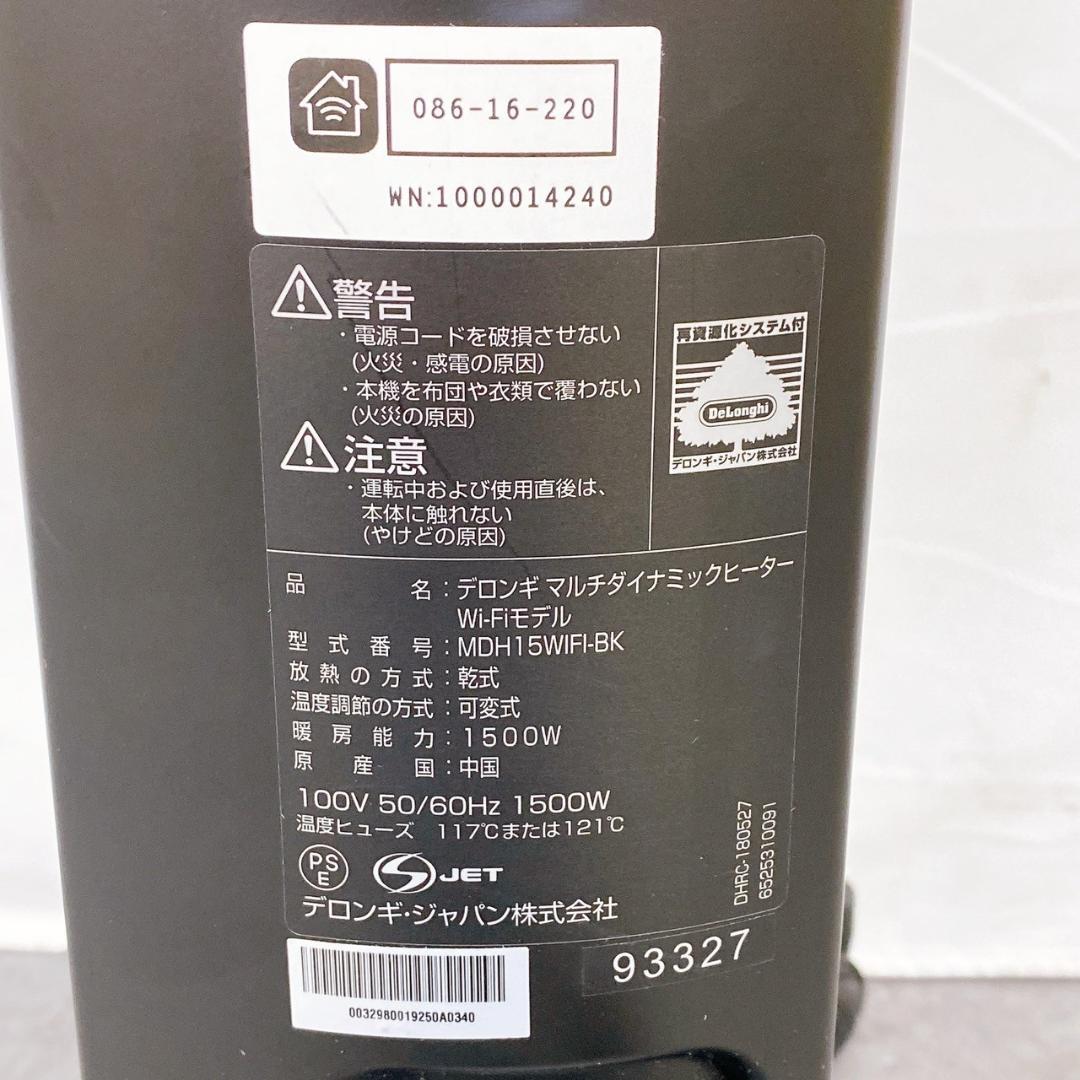 086-16-220
WN:1000014240
警告
・電源コードを破損させない
(火災・感電の原因)
・本機を布団や衣類で覆わない
(火災の原因)
注意
・運転中および使用直後は、
本体に触れない
(やけどの原因)
再資源化システム付
DeLonghi
デロンギ・ジャパン株式会社
品名：デロンギ マルチダイナミックヒーター
Wi-Fiモデル
型式番号：MDH15WIFI-BK
放熱の方式：乾式
温度調節の方式：可変式
暖房能力：1500W
原産国：中国
100V 50/60Hz 1500W
温度ヒューズ 117℃または121℃
PS
E
JET
デロンギ・ジャパン株式会社
DHRC-180527
6525310091
0032980019250A0340
93327